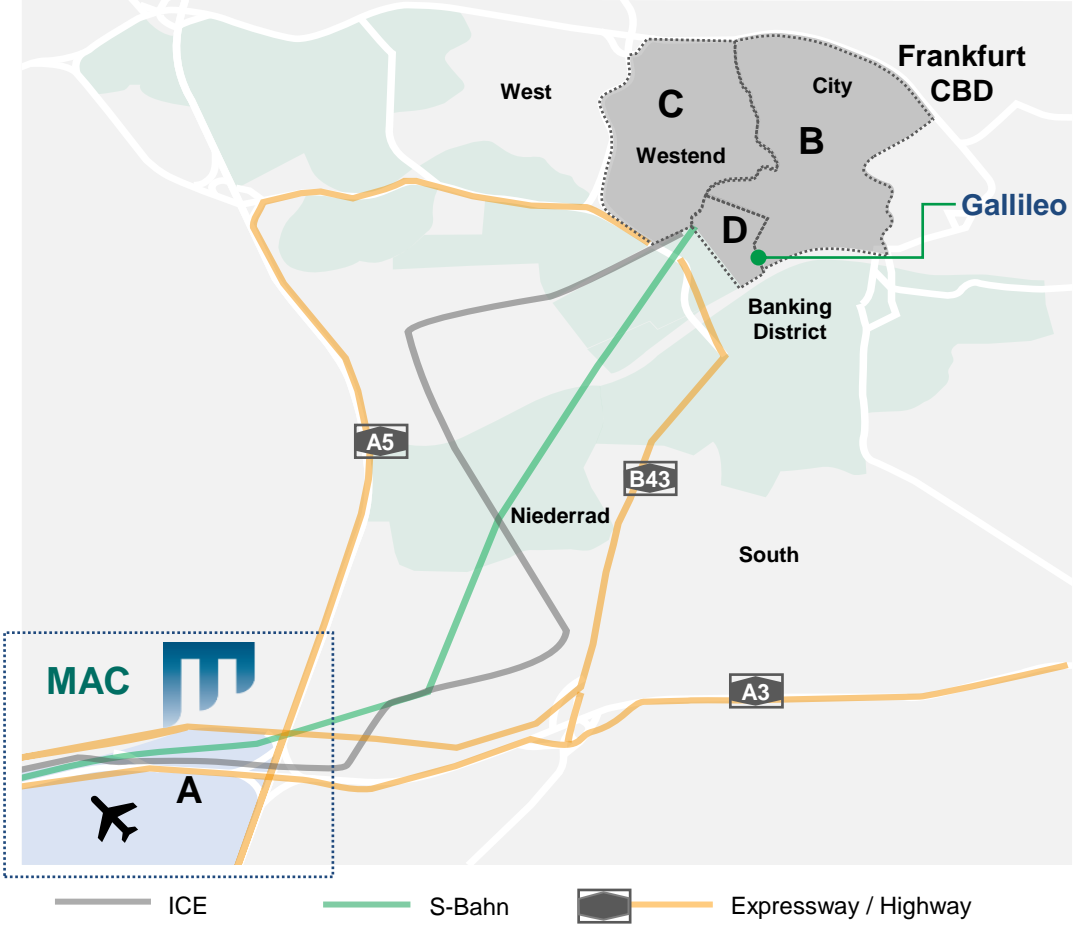 Frankfurt
CBD
West
City
C
B
Westend
Gallileo
D
Banking
District
A5
B43
Niederrad
South
MAC
A3
A
ICE
S-Bahn
Expressway / Highway